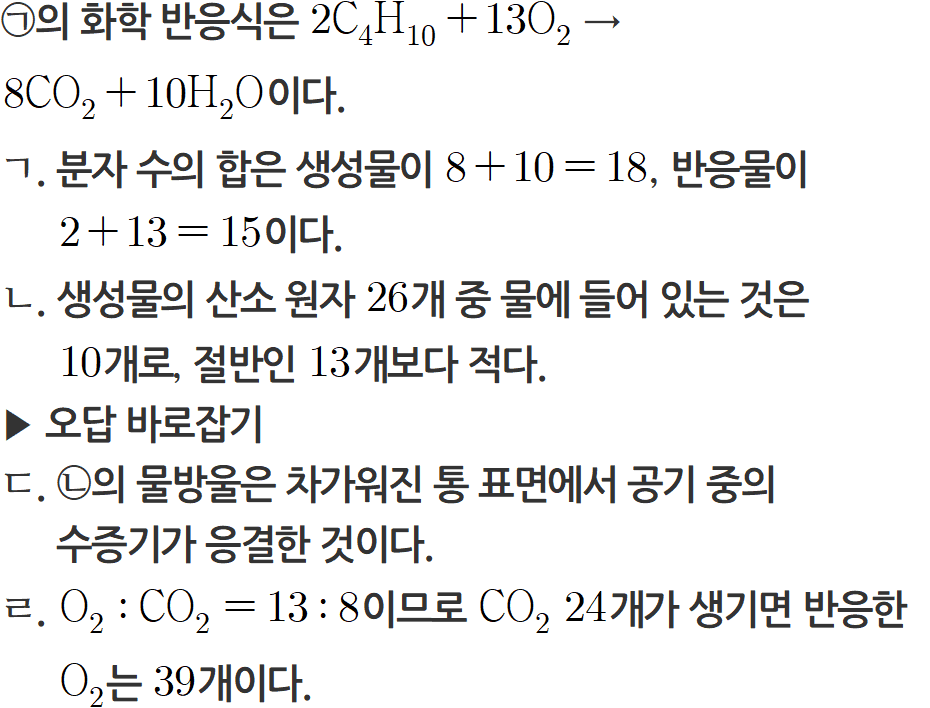 ㉠의 화학 반응식은 2C₄H₁₀ + 13O₂ →
8CO₂ + 10H₂O이다.
ㄱ. 분자 수의 합은 생성물이 8 + 10 = 18, 반응물이
2 + 13 = 15이다.
ㄴ. 생성물의 산소 원자 26개 중 물에 들어 있는 것은
10개로, 절반인 13개보다 적다.
▶ 오답 바로잡기
ㄷ. ㉡의 물방울은 차가워진 통 표면에서 공기 중의
수증기가 응결한 것이다.
ㄹ. O₂ : CO₂ = 13 : 8이므로 CO₂ 24개가 생기면 반응한
O₂는 39개이다.